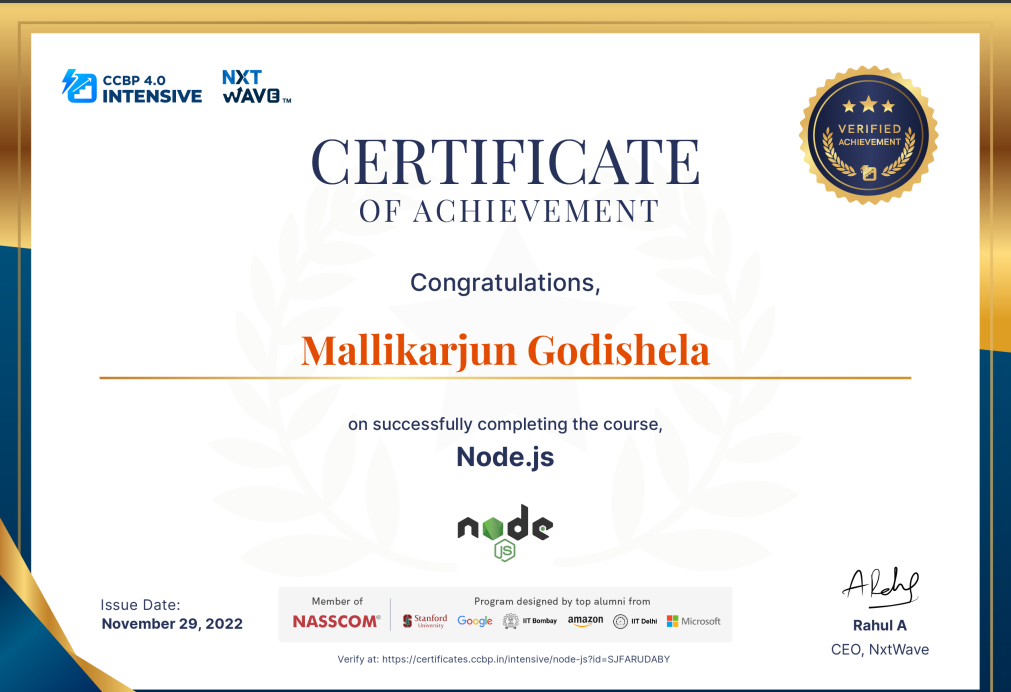 CCBP 4.0
INTENSIVE
NXT
WAVE™
VERIFIED
ACHIEVEMENT
CERTIFICATE
OF ACHIEVEMENT
Congratulations,
Mallikarjun Godishela
on successfully completing the course,
Node.js
node
JS
Issue Date:
November 29, 2022
Member of
NASSCOM®
Program designed by top alumni from
Stanford
University
Google
IIT Bombay
amazon
IIT Delhi
Microsoft
Rahul A
CEO, NxtWave
Verify at: https://certificates.ccbp.in/intensive/node-js?id=SJFARUDABY